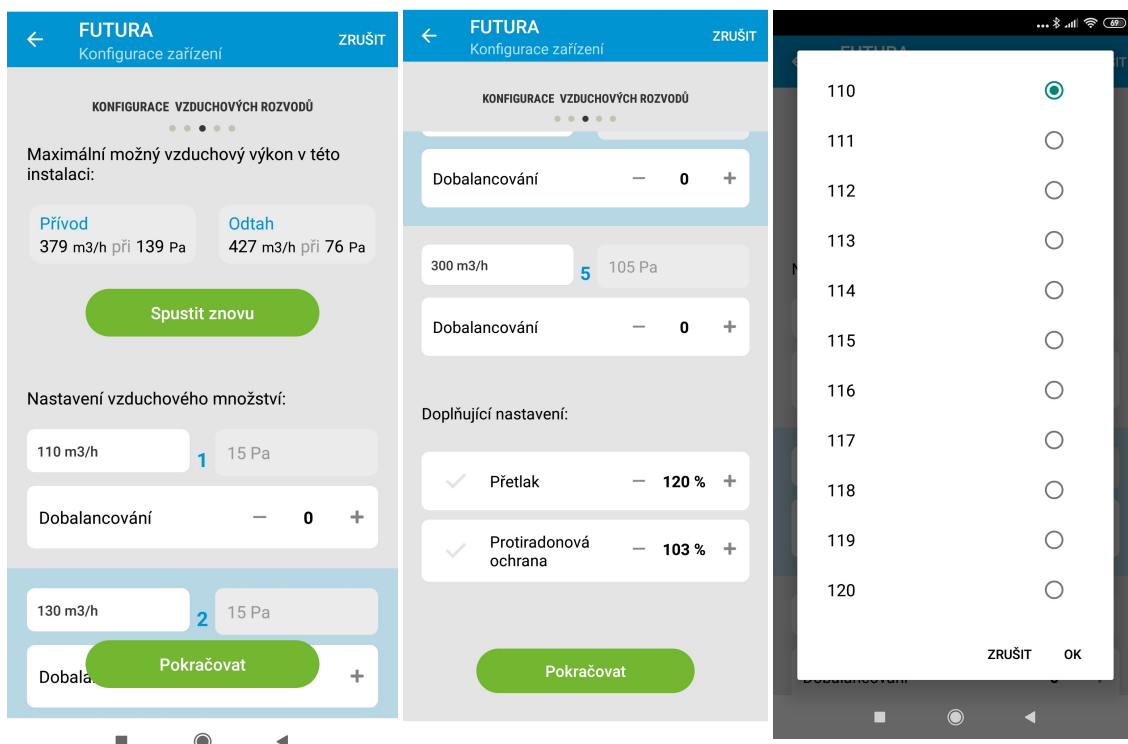 FUTURA
Konfigurace zařízení
ZRUŠIT
KONFIGURACE VZDUCHOVÝCH ROZVODŮ
Maximální možný vzduchový výkon v této
instalaci:
Přívod
379 m3/h při 139 Pa
Odtah
427 m3/h při 76 Pa
Spustit znovu
Nastavení vzduchového množství:
110 m3/h
1
15 Pa
Dobalancování
— 0 +
130 m3/h
2
15 Pa
Dobala
+
Pokračovat
FUTURA
Konfigurace zařízení
ZRUŠIT
KONFIGURACE VZDUCHOVÝCH ROZVODŮ
Dobalancování
— 0 +
300 m3/h
5
105 Pa
Dobalancování
— 0 +
Doplňující nastavení:
Přetlak
— 120 % +
Protiradonová
ochrana
— 103 % +
Pokračovat
69
110
111
112
113
114
115
116
117
118
119
120
ZRUŠIT
OK